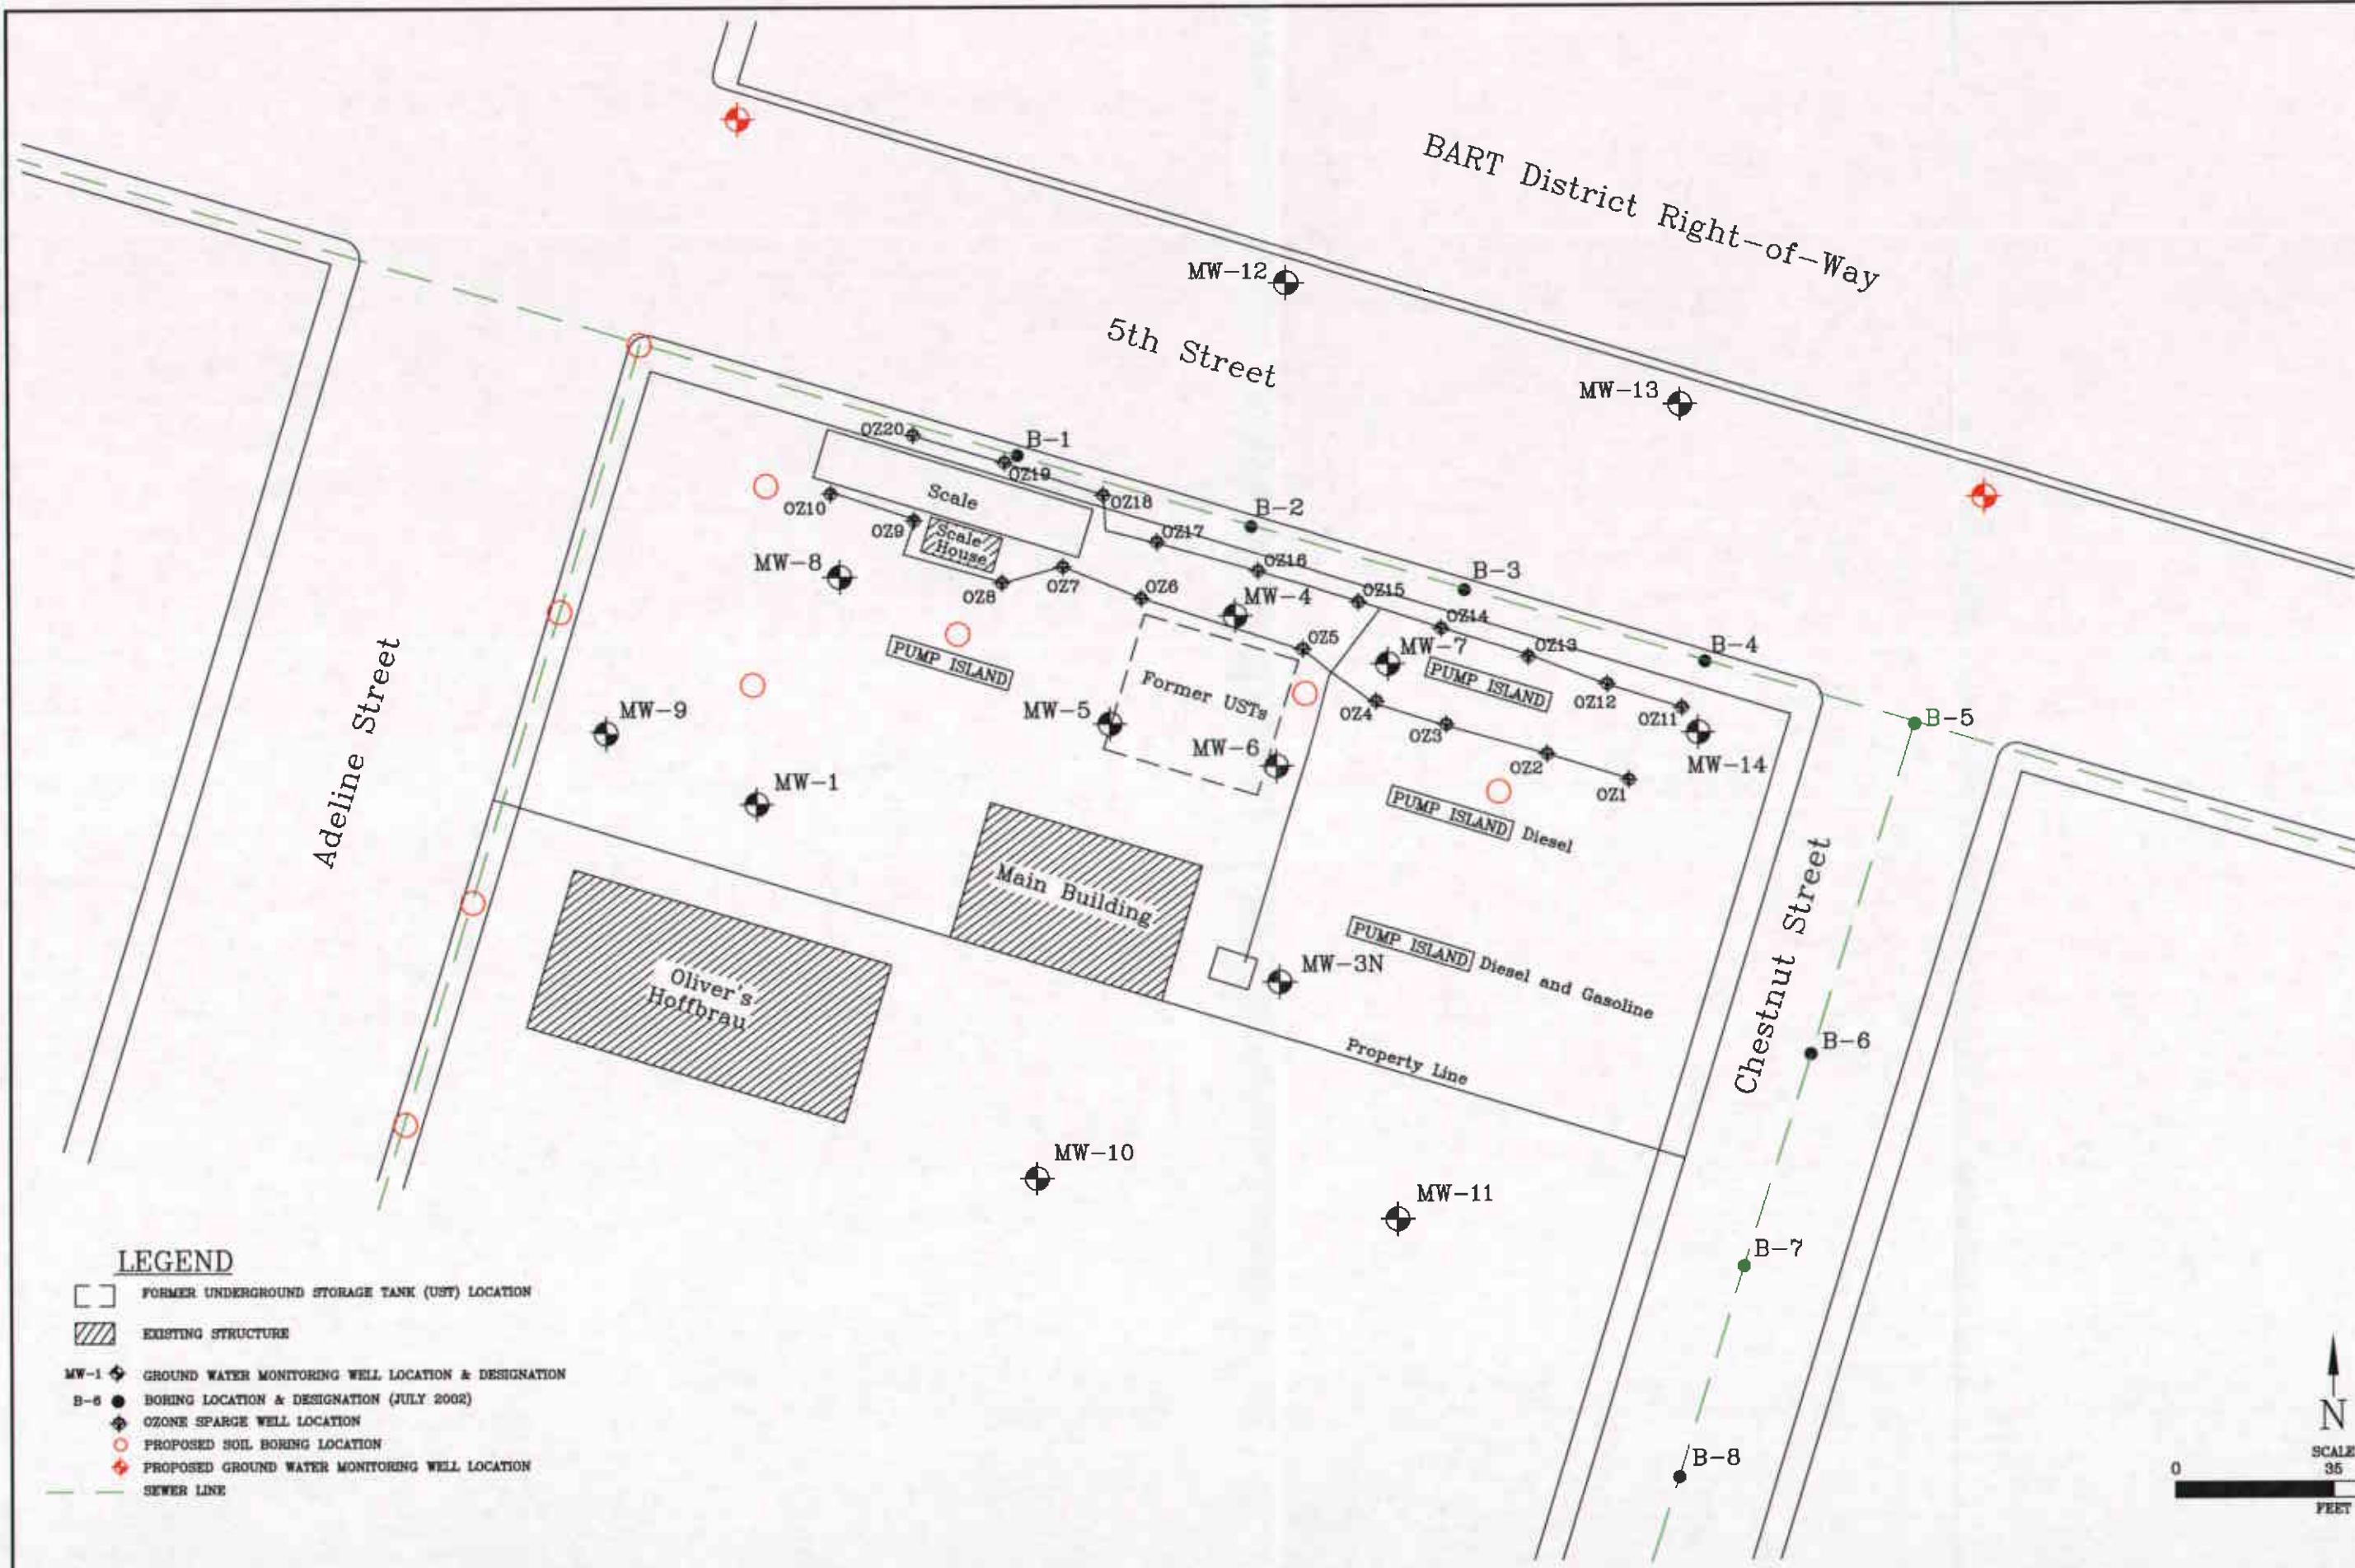 BART District Right-of-Way
MW-12
5th Street
MW-13
OZ20
B-1
OZ19
Scale
OZ18
B-2
OZ10
OZ9
Scale
House
OZ17
OZ16
B-3
MW-8
OZ8
OZ7
OZ6
MW-4
OZ15
OZ14
OZ5
MW-7
OZ13
B-4
PUMP ISLAND
PUMP ISLAND
Former USTs
OZ12
OZ11
B-5
MW-9
MW-5
OZ4
OZ3
MW-6
OZ2
MW-14
OZ1
MW-1
PUMP ISLAND Diesel
Adeline Street
Main Building
Chestnut Street
PUMP ISLAND Diesel and Gasoline
MW-3N
Oliver's
Hoffbrau
Property Line
B-6
MW-10
MW-11
B-7
B-8
LEGEND
FORMER UNDERGROUND STORAGE TANK (UST) LOCATION
EXISTING STRUCTURE
MW-1 GROUND WATER MONITORING WELL LOCATION & DESIGNATION
B-6 BORING LOCATION & DESIGNATION (JULY 2002)
OZONE SPARGE WELL LOCATION
PROPOSED SOIL BORING LOCATION
PROPOSED GROUND WATER MONITORING WELL LOCATION
SEWER LINE
N
SCALE
0 35
FEET